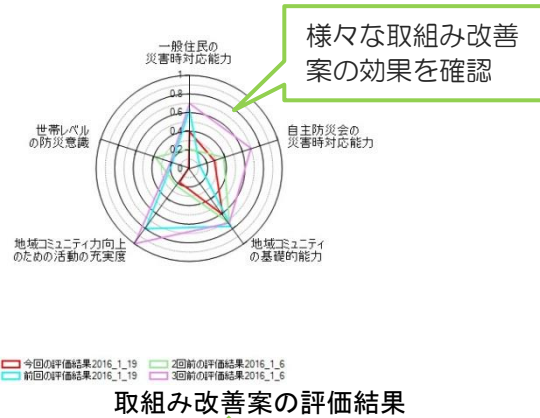 様々な取組み改善
案の効果を確認
一般住民の
災害時対応能力
1
0.8
0.6
0.4
0.2
0
自主防災会の
災害時対応能力
世帯レベル
の防災意識
地域コミュニティ力向上
のための活動の充実度
地域コミュニティ
の基礎的能力
今回の評価結果2016_1_19 2回前の評価結果2016_1_6
前回の評価結果2016_1_19 3回前の評価結果2016_1_6
取組み改善案の評価結果